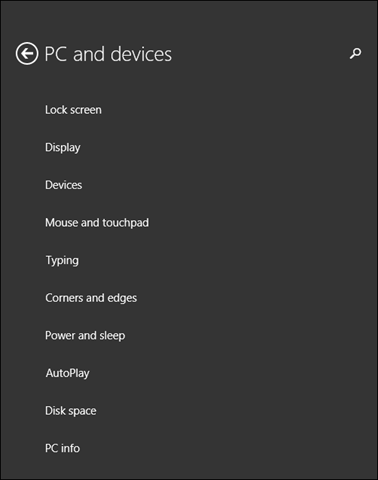 PC and devices
Lock screen
Display
Devices
Mouse and touchpad
Typing
Corners and edges
Power and sleep
AutoPlay
Disk space
PC info